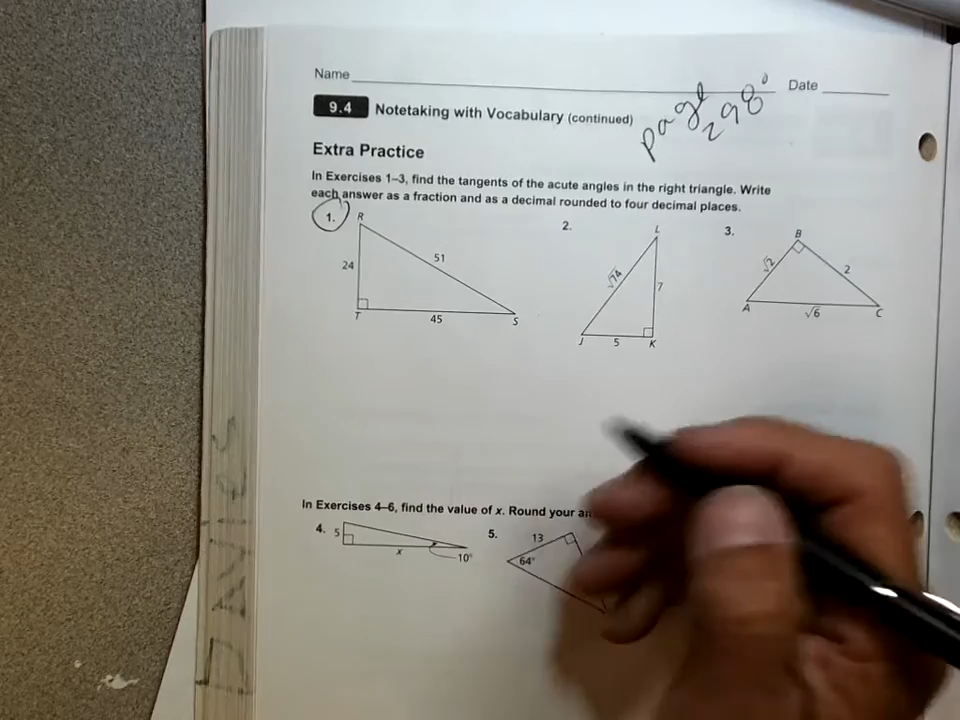 Name Date
page 298
9.4 Notetaking with Vocabulary (continued)
Extra Practice
In Exercises 1–3, find the tangents of the acute angles in the right triangle. Write
each answer as a fraction and as a decimal rounded to four decimal places.
1. R 24 51 T 45 S
2. L √74 7 J 5 K
3. B √2 2 A √6 C
In Exercises 4–6, find the value of x. Round your
4. 5 x 10°
5. 13 64°
DANIELS